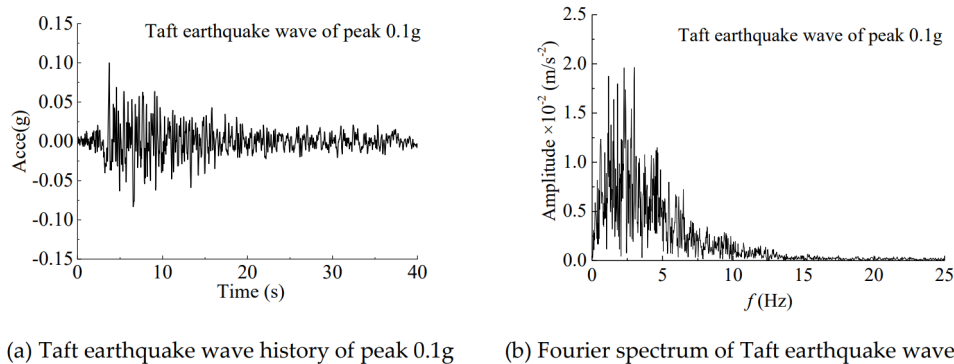 Taft earthquake wave of peak 0.1g
Acce(g)
0.15
0.10
0.05
0.00
-0.05
-0.10
-0.15
0 10 20 30 40
Time (s)
Taft earthquake wave of peak 0.1g
Amplitude ×10⁻² (m/s⁻²)
2.5
2.0
1.5
1.0
0.5
0.0
0 5 10 15 20 25
f (Hz)
(a) Taft earthquake wave history of peak 0.1g
(b) Fourier spectrum of Taft earthquake wave